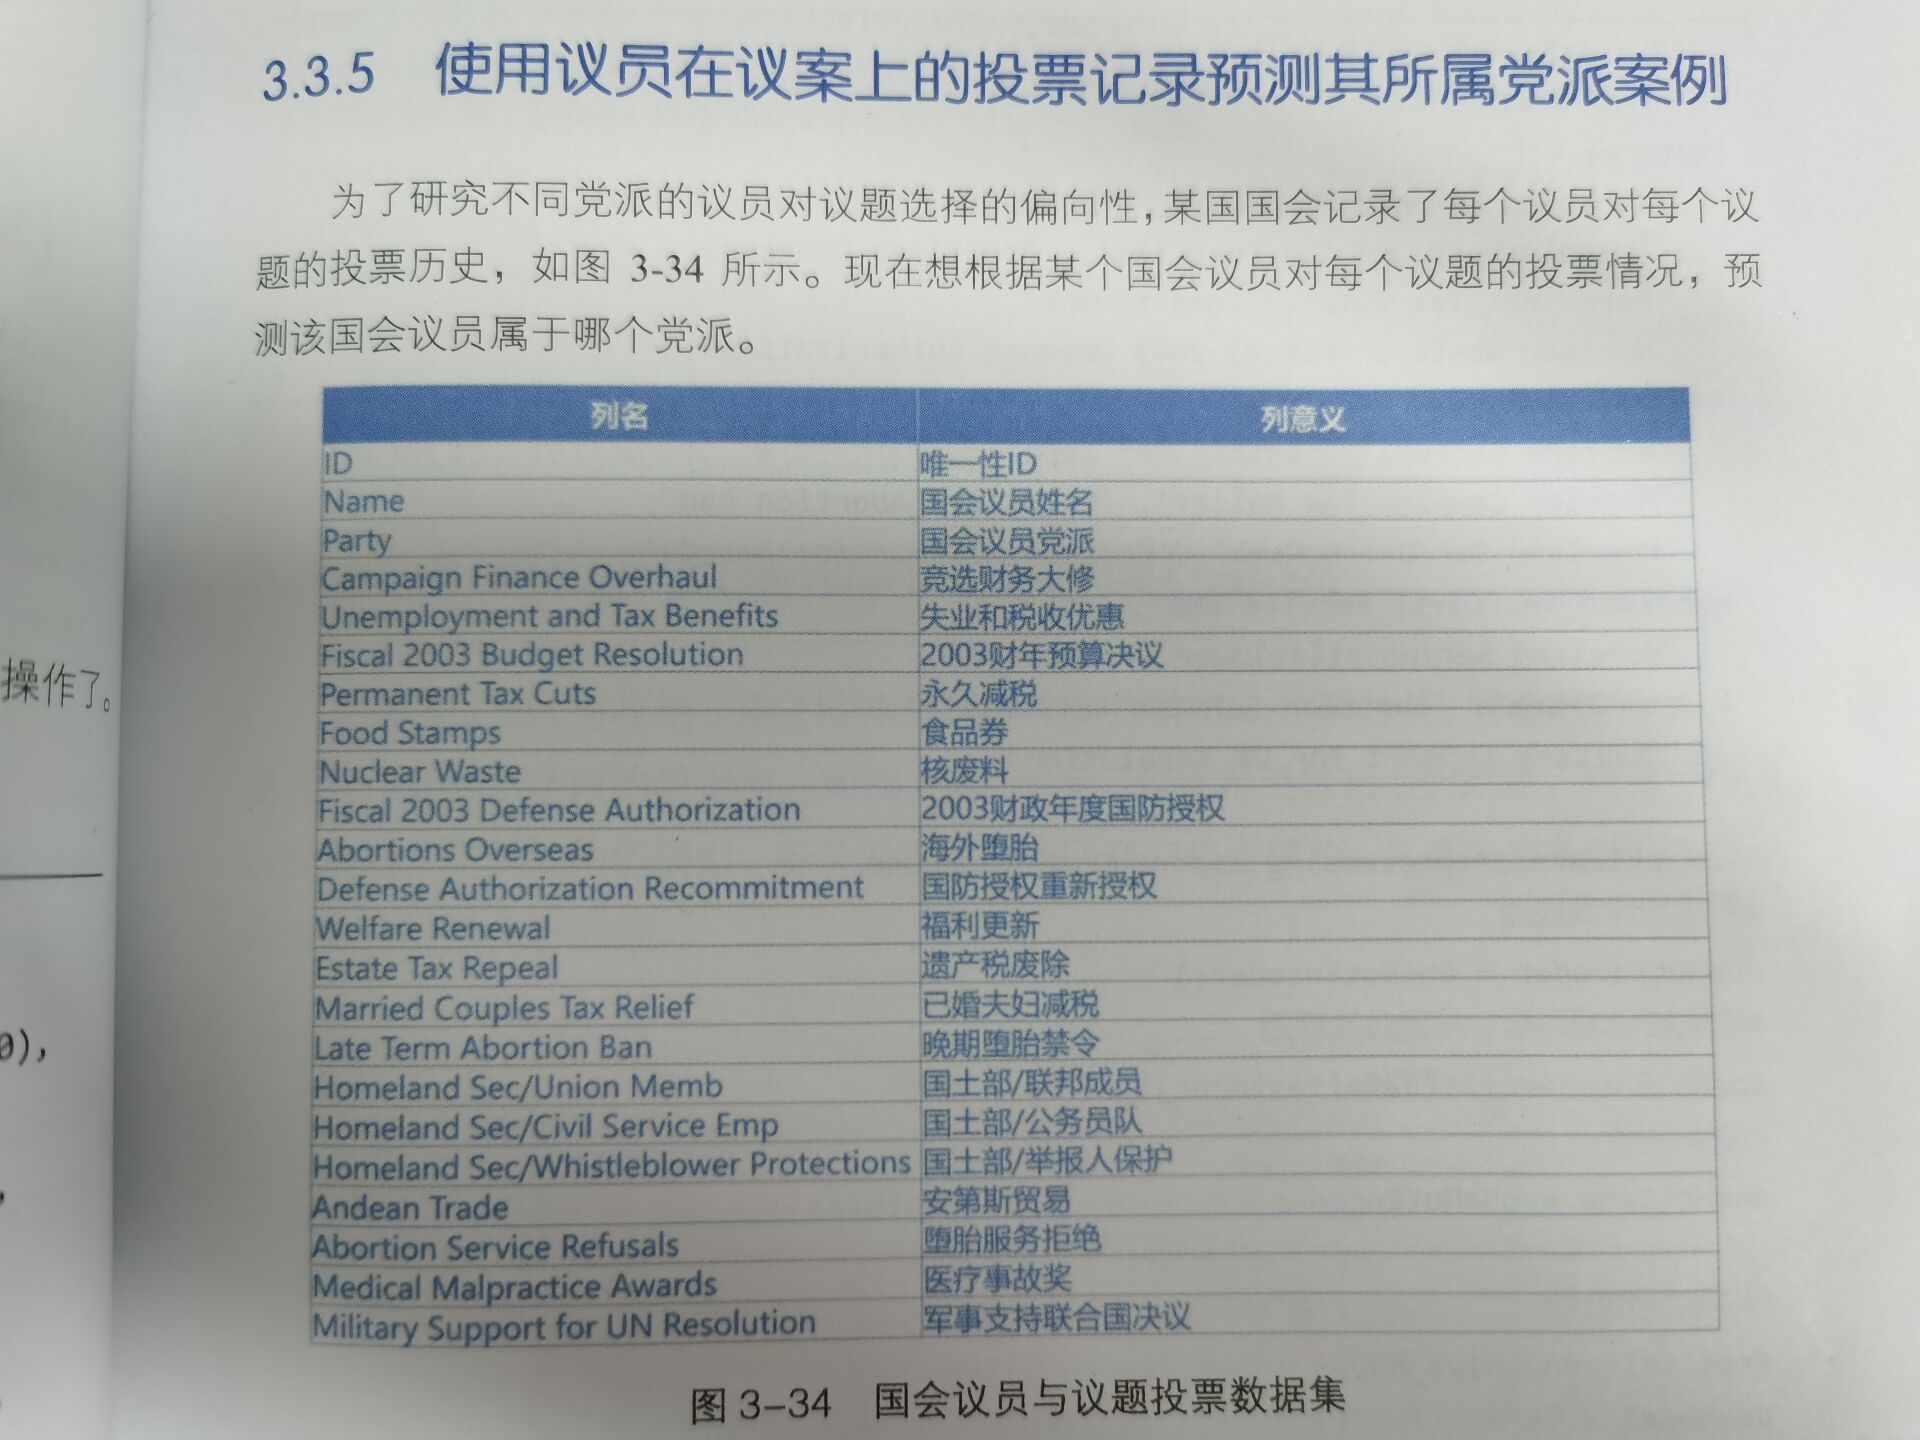 3.3.5 使用议员在议案上的投票记录预测其所属党派案例
为了研究不同党派的议员对议题选择的偏向性，某国国会记录了每个议员对每个议
题的投票历史，如图 3-34 所示。现在想根据某个国会议员对每个议题的投票情况，预
测该国会议员属于哪个党派。
列名 列意义
ID 唯一性ID
Name 国会议员姓名
Party 国会议员党派
Campaign Finance Overhaul 竞选财务大修
Unemployment and Tax Benefits 失业和税收优惠
Fiscal 2003 Budget Resolution 2003财年预算决议
Permanent Tax Cuts 永久减税
Food Stamps 食品券
Nuclear Waste 核废料
Fiscal 2003 Defense Authorization 2003财政年度国防授权
Abortions Overseas 海外堕胎
Defense Authorization Recommitment 国防授权重新授权
Welfare Renewal 福利更新
Estate Tax Repeal 遗产税废除
Married Couples Tax Relief 已婚夫妇减税
Late Term Abortion Ban 晚期堕胎禁令
Homeland Sec/Union Memb 国土部/联邦成员
Homeland Sec/Civil Service Emp 国土部/公务员队
Homeland Sec/Whistleblower Protections 国土部/举报人保护
Andean Trade 安第斯贸易
Abortion Service Refusals 堕胎服务拒绝
Medical Malpractice Awards 医疗事故奖
Military Support for UN Resolution 军事支持联合国决议
图 3-34 国会议员与议题投票数据集
操作了。
0),